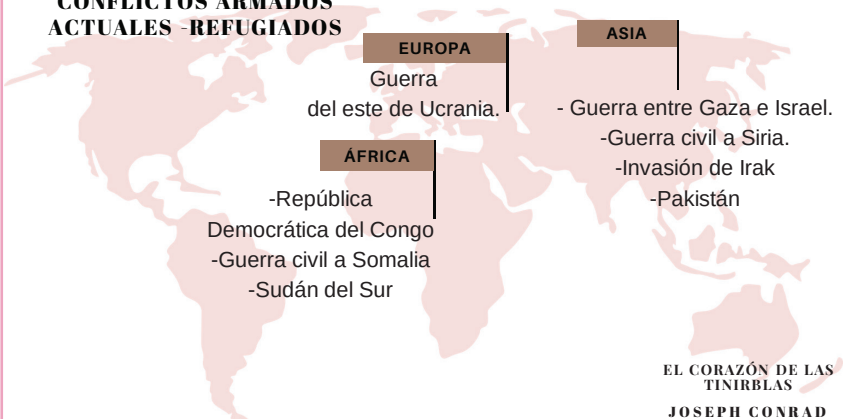 CONFLICTOS ARMADOS
ACTUALES -REFUGIADOS
EUROPA
Guerra
del este de Ucrania.
ASIA
- Guerra entre Gaza e Israel.
-Guerra civil a Siria.
-Invasión de Irak
-Pakistán
ÁFRICA
-República
Democrática del Congo
-Guerra civil a Somalia
-Sudán del Sur
EL CORAZÓN DE LAS
TINIRBLAS
JOSEPH CONRAD